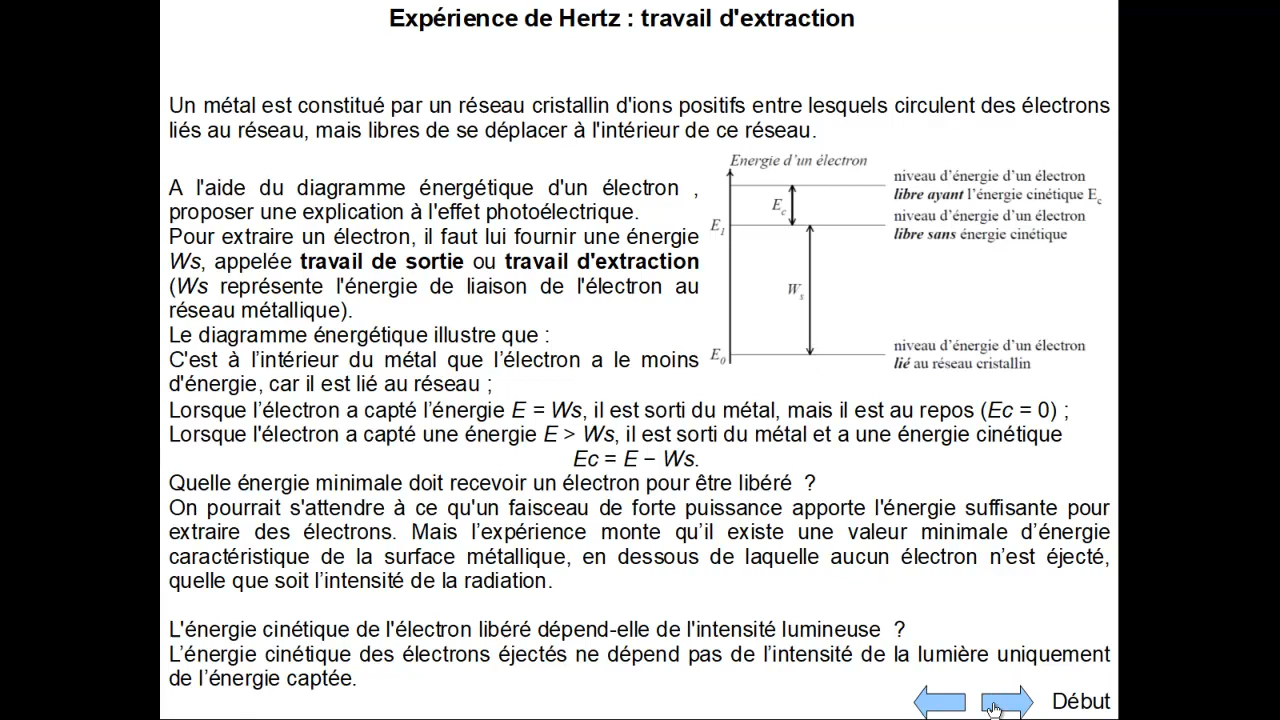 Expérience de Hertz : travail d'extraction
Un métal est constitué par un réseau cristallin d'ions positifs entre lesquels circulent des électrons
liés au réseau, mais libres de se déplacer à l'intérieur de ce réseau.
A l'aide du diagramme énergétique d'un électron ,
proposer une explication à l'effet photoélectrique.
Pour extraire un électron, il faut lui fournir une énergie
Ws, appelée travail de sortie ou travail d'extraction
(Ws représente l'énergie de liaison de l'électron au
réseau métallique).
Le diagramme énergétique illustre que :
C'est à l’intérieur du métal que l’électron a le moins
d'énergie, car il est lié au réseau ;
Energie d’un électron
niveau d’énergie d’un électron
libre ayant l’énergie cinétique Ec
Ec
E1
niveau d’énergie d’un électron
libre sans énergie cinétique
Ws
E0
niveau d’énergie d’un électron
lié au réseau cristallin
Lorsque l’électron a capté l’énergie E = Ws, il est sorti du métal, mais il est au repos (Ec = 0) ;
Lorsque l'électron a capté une énergie E > Ws, il est sorti du métal et a une énergie cinétique
Ec = E − Ws.
Quelle énergie minimale doit recevoir un électron pour être libéré  ?
On pourrait s'attendre à ce qu'un faisceau de forte puissance apporte l'énergie suffisante pour
extraire des électrons. Mais l’expérience monte qu’il existe une valeur minimale d’énergie
caractéristique de la surface métallique, en dessous de laquelle aucun électron n’est éjecté,
quelle que soit l’intensité de la radiation.
L'énergie cinétique de l'électron libéré dépend-elle de l'intensité lumineuse  ?
L’énergie cinétique des électrons éjectés ne dépend pas de l’intensité de la lumière uniquement
de l’énergie captée.
Début